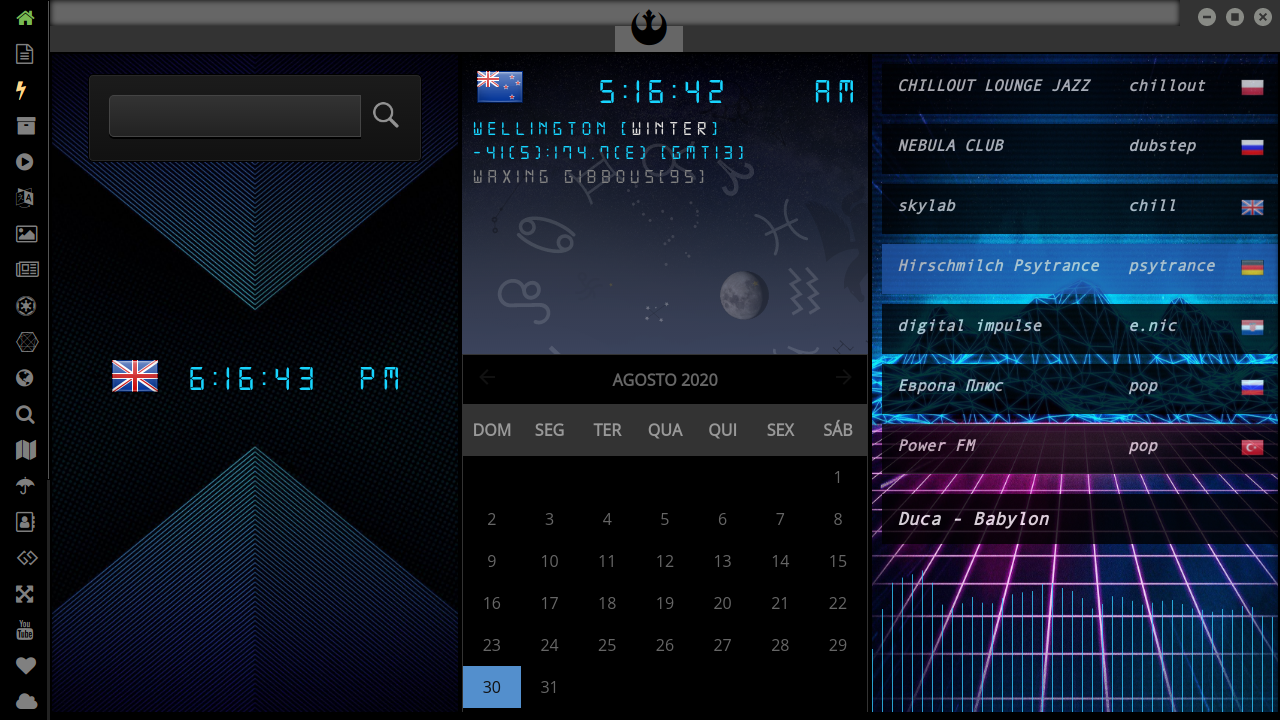 6:16:43 PM
5:16:42 AM
WELLINGTON [WINTER]
-41(S):174.7(E) [GMT13]
WAXING GIBBOUS[95]
AGOSTO 2020
DOM SEG TER QUA QUI SEX SÁB
1
2 3 4 5 6 7 8
9 10 11 12 13 14 15
16 17 18 19 20 21 22
23 24 25 26 27 28 29
30 31
CHILLOUT LOUNGE JAZZ chillout
NEBULA CLUB dubstep
skylab chill
Hirschmilch Psytrance psytrance
digital impulse e.nic
Европа Плюс pop
Power FM pop
Duca - Babylon
You Tube